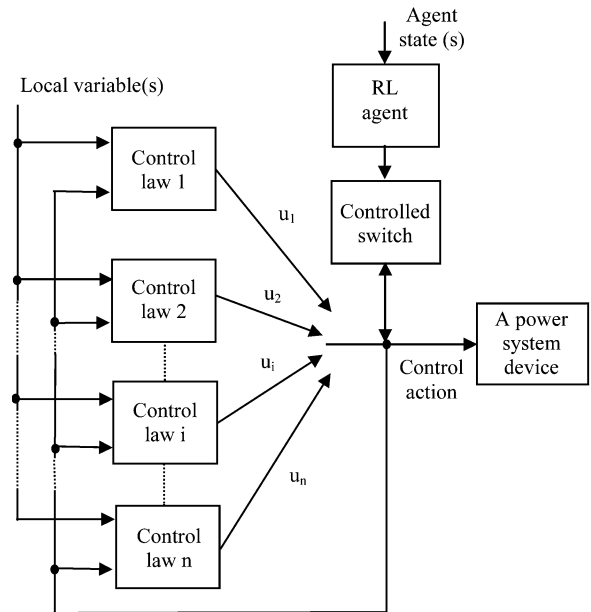 Agent
state (s)
Local variable(s)
RL
agent
Control
law 1
Controlled
switch
u1
Control
law 2
u2
A power
system
device
Control
action
ui
Control
law i
un
Control
law n